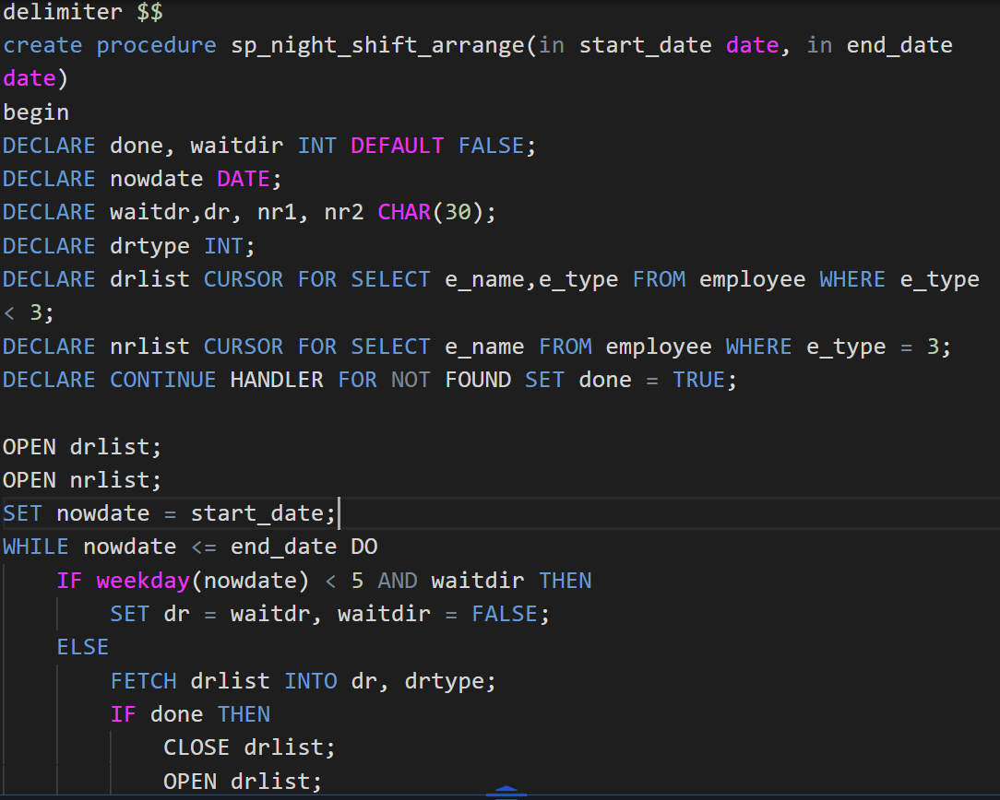 delimiter $$
create procedure sp_night_shift_arrange(in start_date date, in end_date
date)
begin
DECLARE done, waitdir INT DEFAULT FALSE;
DECLARE nowdate DATE;
DECLARE waitdr,dr, nr1, nr2 CHAR(30);
DECLARE drtype INT;
DECLARE drlist CURSOR FOR SELECT e_name,e_type FROM employee WHERE e_type
< 3;
DECLARE nrlist CURSOR FOR SELECT e_name FROM employee WHERE e_type = 3;
DECLARE CONTINUE HANDLER FOR NOT FOUND SET done = TRUE;

OPEN drlist;
OPEN nrlist;
SET nowdate = start_date;
WHILE nowdate <= end_date DO
    IF weekday(nowdate) < 5 AND waitdir THEN
        SET dr = waitdr, waitdir = FALSE;
    ELSE
        FETCH drlist INTO dr, drtype;
        IF done THEN
            CLOSE drlist;
            OPEN drlist;